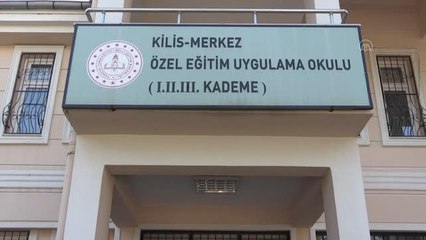 KİLİS-MERKEZ
ÖZEL EĞİTİM UYGULAMA OKULU
( I.II.III. KADEME )